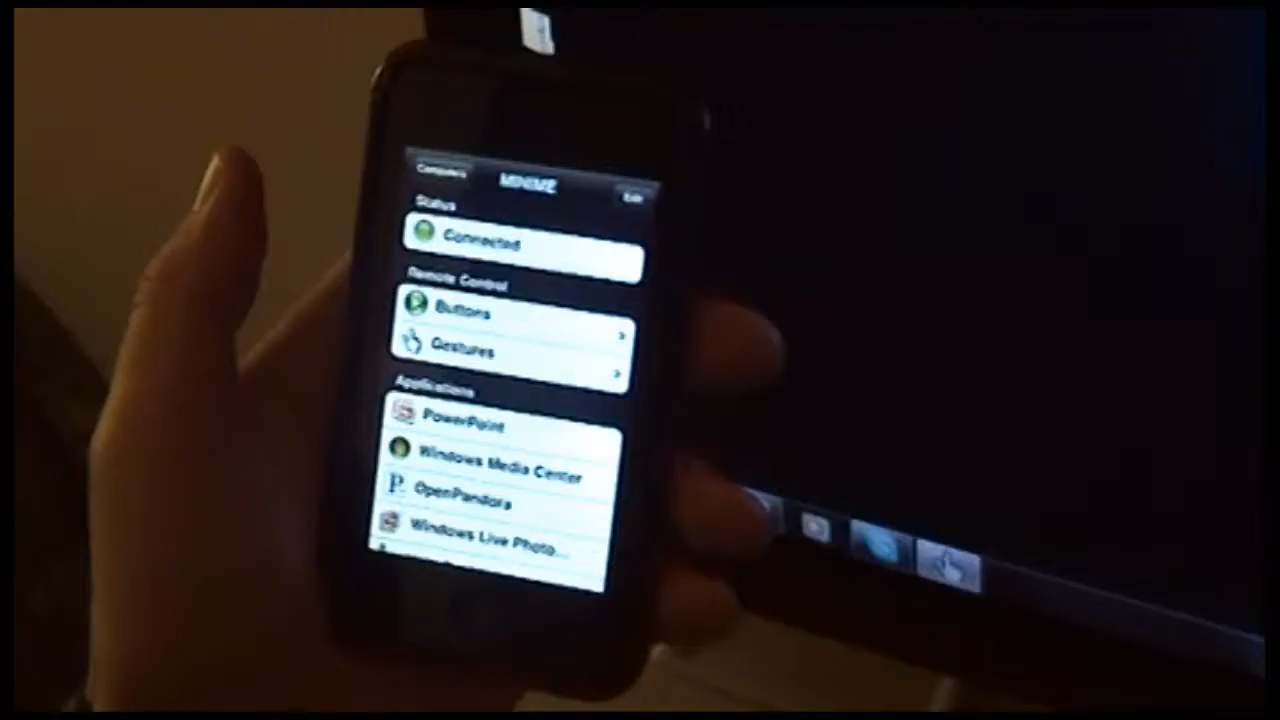 Computers
MINIME
Edit
Status
Connected
Remote Control
Buttons
Gestures
Applications
PowerPoint
Windows Media Center
OpenPandora
Windows Live Photo...